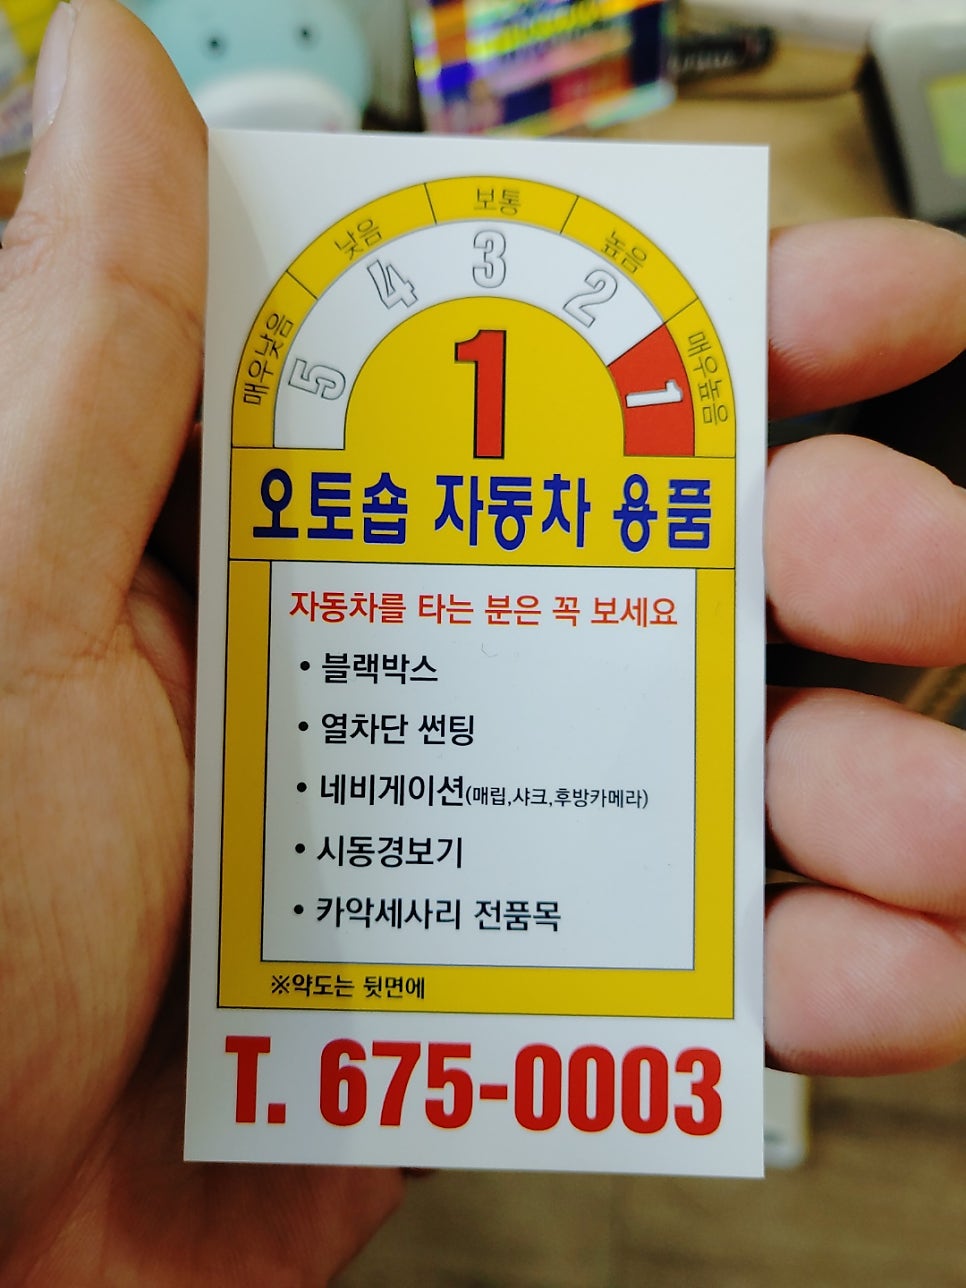 매우낮음 낮음 보통 높음 매우높음
5 4 3 2 1
1
오토숍 자동차 용품
자동차를 타는 분은 꼭 보세요
• 블랙박스
• 열차단 썬팅
• 네비게이션(매립,샤크,후방카메라)
• 시동경보기
• 카악세사리 전품목
※약도는 뒷면에
T. 675-0003